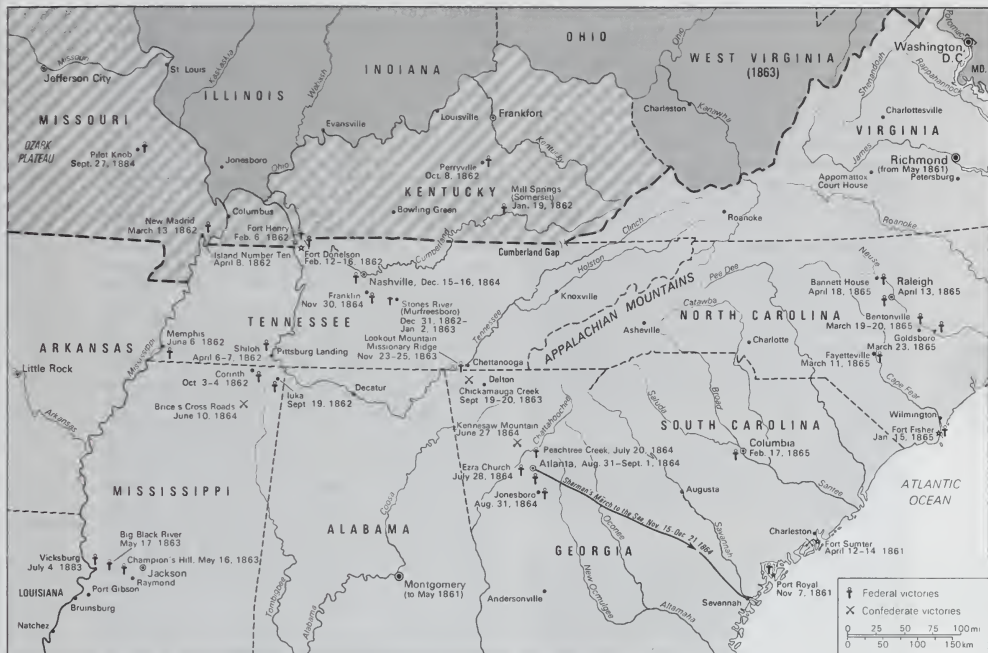 OHIO
WEST VIRGINIA
(1863)
Washington,
D.C.
MD.
Potomac
Missouri
Jefferson City
St. Louis
Kaskaskia
Wabash
INDIANA
ILLINOIS
Ohio
Shenandoah
Rappahannock
MISSOURI
Evansville
Louisville
Frankfort
Charleston
Kanawha
Charlottesville
VIRGINIA
OZARK
PLATEAU
Pilot Knob
Sept. 27, 1884
Jonesboro
Ohio
Perryville
Oct. 8, 1862
Kentucky
James
Richmond
(from May 1861)
Appomattox
Court House
Petersburg
KENTUCKY
Mill Springs
(Somerset)
Jan. 19, 1862
Columbus
Bowling Green
Roanoke
Roanoke
New Madrid
March 13, 1862
Fort Henry
Feb. 6, 1862
Cumberland
Clinch
Island Number Ten
April 8, 1862
Fort Donelson
Feb. 12-16, 1862
Cumberland Gap
Holston
Nashville, Dec. 15-16, 1864
Neuse
Pee Dee
Bannett House
April 18, 1865
Raleigh
April 13, 1865
Franklin
Nov 30, 1864
Stones River
(Murfreesboro)
Dec 31, 1862-
Jan 2, 1863
Knoxville
APPALACHIAN MOUNTAINS
Catawba
NORTH CAROLINA
Bentonville
March 19-20, 1865
Goldsboro
March 23, 1865
TENNESSEE
Tennessee
Asheville
Charlotte
Fayetteville
March 11, 1865
Lookout Mountain
Missionary Ridge
Nov 23-25, 1863
Memphis
June 6, 1862
ARKANSAS
Mississippi
Shiloh
April 6-7, 1862
Pittsburg Landing
Chettanooga
Cape Fear
Little Rock
Corinth
Oct 3-4 1862
Decatur
Delton
Chickamauga Creek
Sept 19-20, 1863
Iuka
Sept 19, 1862
Wilmington
Fort Fisher
Jan. 15, 1865
Arkansas
Brice's Cross Roads
June 10, 1864
Kennesaw Mountain
June 27 1864
Chattahoochie
Saluda
Broad
SOUTH CAROLINA
Columbia
Feb. 17, 1865
Peachtree Creek, July 20, 1864
Ezra Church
July 28, 1864
Atlanta, Aug. 31-Sept. 1, 1864
Santee
ATLANTIC
OCEAN
MISSISSIPPI
Coosa
Jonesboro
Aug. 31, 1864
Sherman's March to the Sea, Nov. 15-Oct. 21 1864
Augusta
ALABAMA
Oconee
Savannah
Charleston
Fort Sumter
April 12-14 1861
Big Black River
May 17 1863
GEORGIA
Vicksburg
July 4 1883
Champion's Hill, May 16, 1863
Jackson
Raymond
Port Gibson
LOUISIANA
Bruinsburg
Natchez
Tombigbee
Alabama
Montgomery
(to May 1861)
Andersonville
New Ocmulgee
Altamaha
Savannah
Port Royal
Nov 7, 1861
Federal victories
Confederate victories
0 25 50 75 100mi
0 50 100 150km